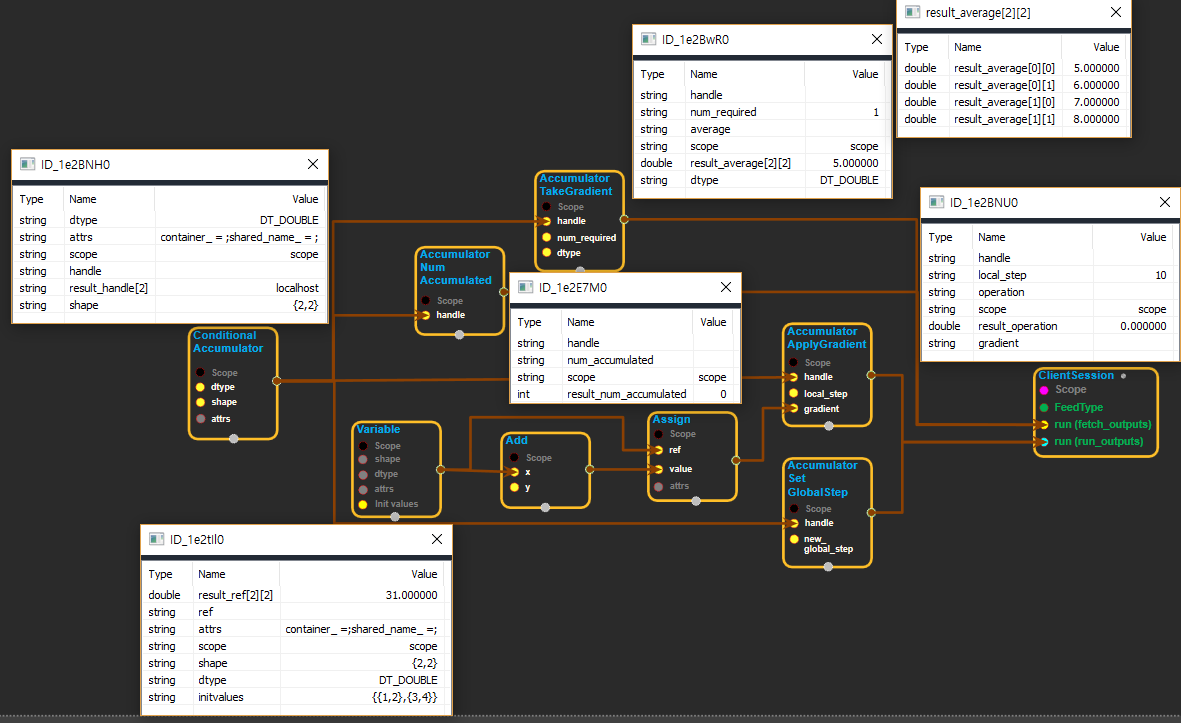 result_average[2][2]
Type Name Value
double result_average[0][0] 5.000000
double result_average[0][1] 6.000000
double result_average[1][0] 7.000000
double result_average[1][1] 8.000000
ID_1e2BwR0
Type Name Value
string handle
string num_required 1
string average
string scope scope
double result_average[2][2] 5.000000
string dtype DT_DOUBLE
ID_1e2BNH0
Type Name Value
string dtype DT_DOUBLE
string attrs container_ = ;shared_name_ = ;
string scope scope
string handle
string result_handle[2] localhost
string shape {2,2}
Accumulator
TakeGradient
Scope
handle
num_required
dtype
ID_1e2BNU0
Type Name Value
string handle
string local_step 10
string operation
string scope scope
double result_operation 0.000000
string gradient
Accumulator
Num
Accumulated
Scope
handle
ID_1e2E7M0
Type Name Value
string handle
string num_accumulated
string scope scope
int result_num_accumulated 0
Conditional
Accumulator
Scope
dtype
shape
attrs
Accumulator
ApplyGradient
Scope
handle
local_step
gradient
ClientSession
Scope
FeedType
run (fetch_outputs)
run (run_outputs)
Variable
Scope
shape
dtype
attrs
Init values
Add
Scope
x
y
Assign
Scope
ref
value
attrs
Accumulator
Set
GlobalStep
Scope
handle
new_
global_step
Type Name Value
double result_ref[2][2] 31.000000
string ref
string attrs container_ =;shared_name_ =;
string scope scope
string shape {2,2}
string dtype DT_DOUBLE
string initvalues {{1,2},{3,4}}